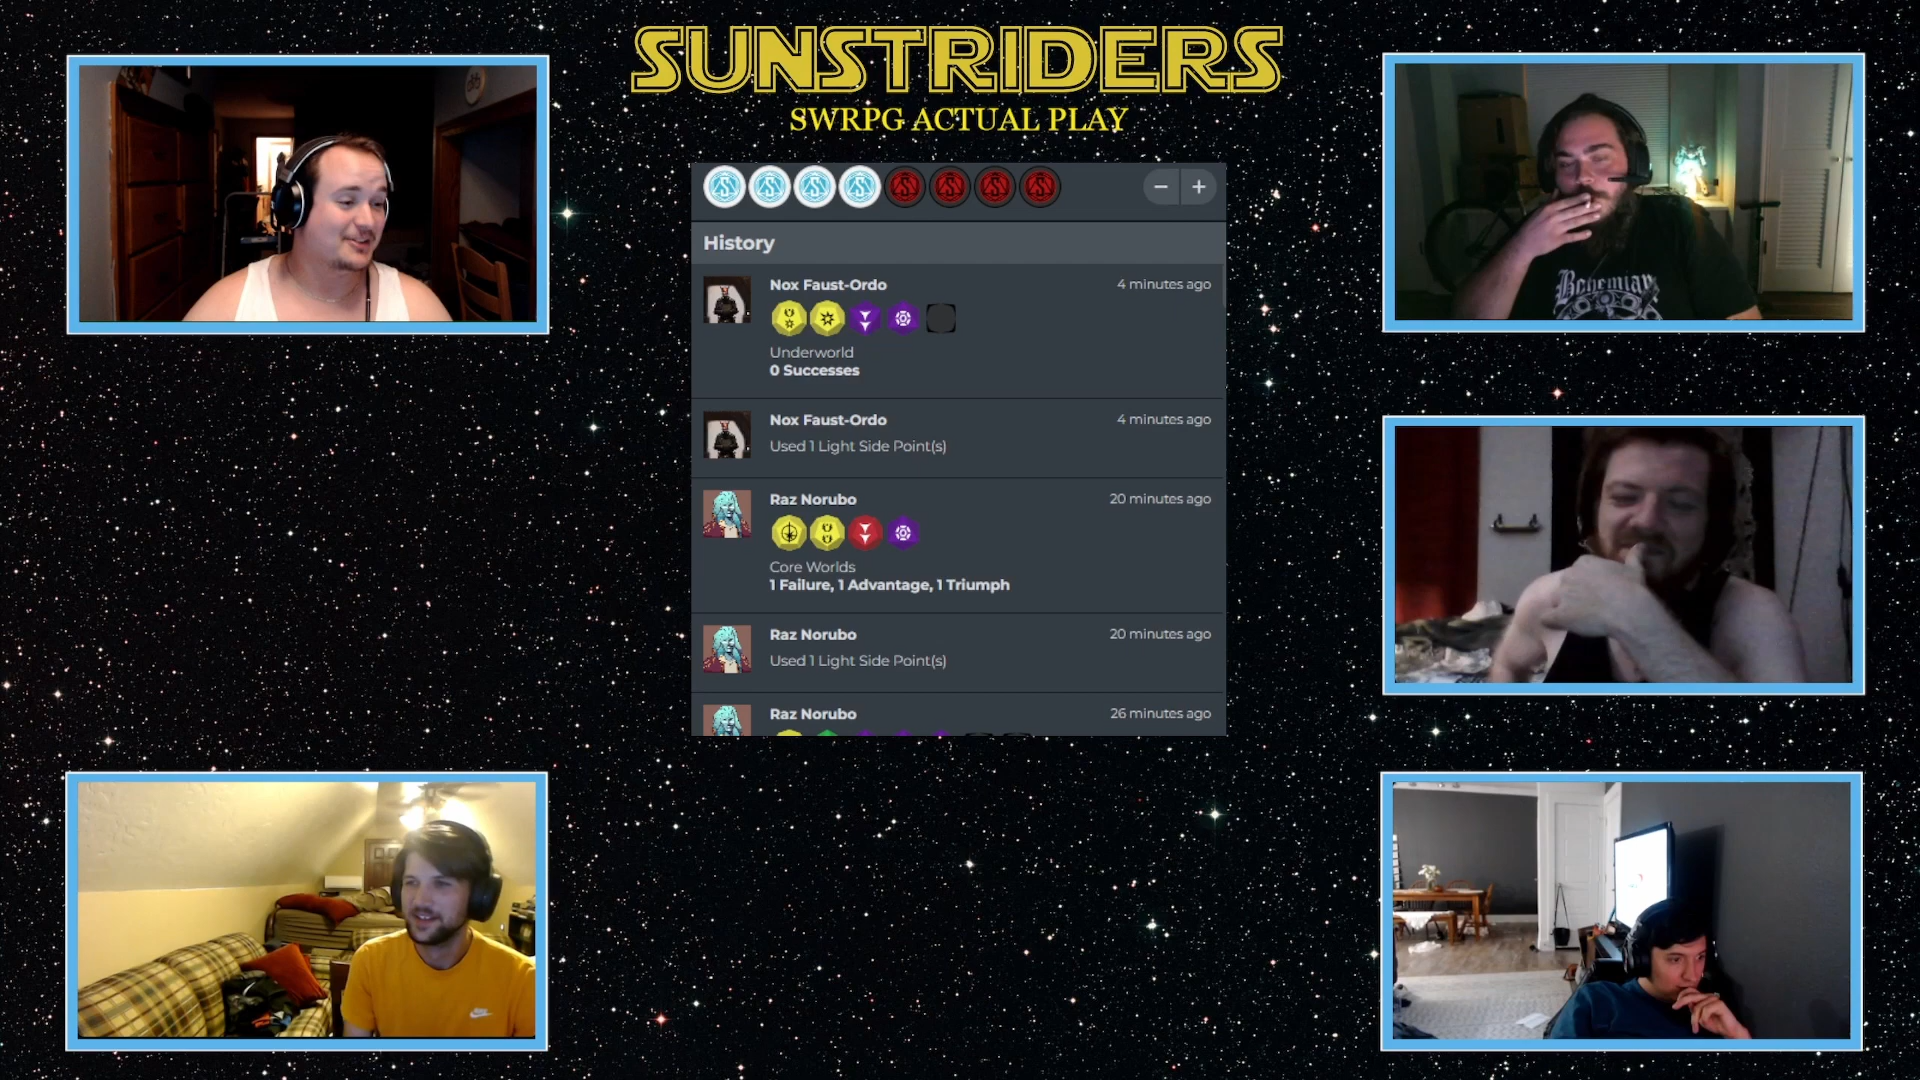 SUNSTRIDERS
SWRPG ACTUAL PLAY
History
Nox Faust-Ordo
4 minutes ago
Underworld
0 Successes
Nox Faust-Ordo
4 minutes ago
Used 1 Light Side Point(s)
Raz Norubo
20 minutes ago
Core Worlds
1 Failure, 1 Advantage, 1 Triumph
Raz Norubo
20 minutes ago
Used 1 Light Side Point(s)
Raz Norubo
26 minutes ago
Bohemian